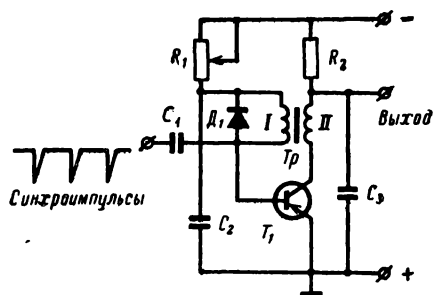 −
R₁
R₂
C₁
Д₁
I
II
Выход
Тр
Синхроимпульсы
C₂
T₁
C₃
+